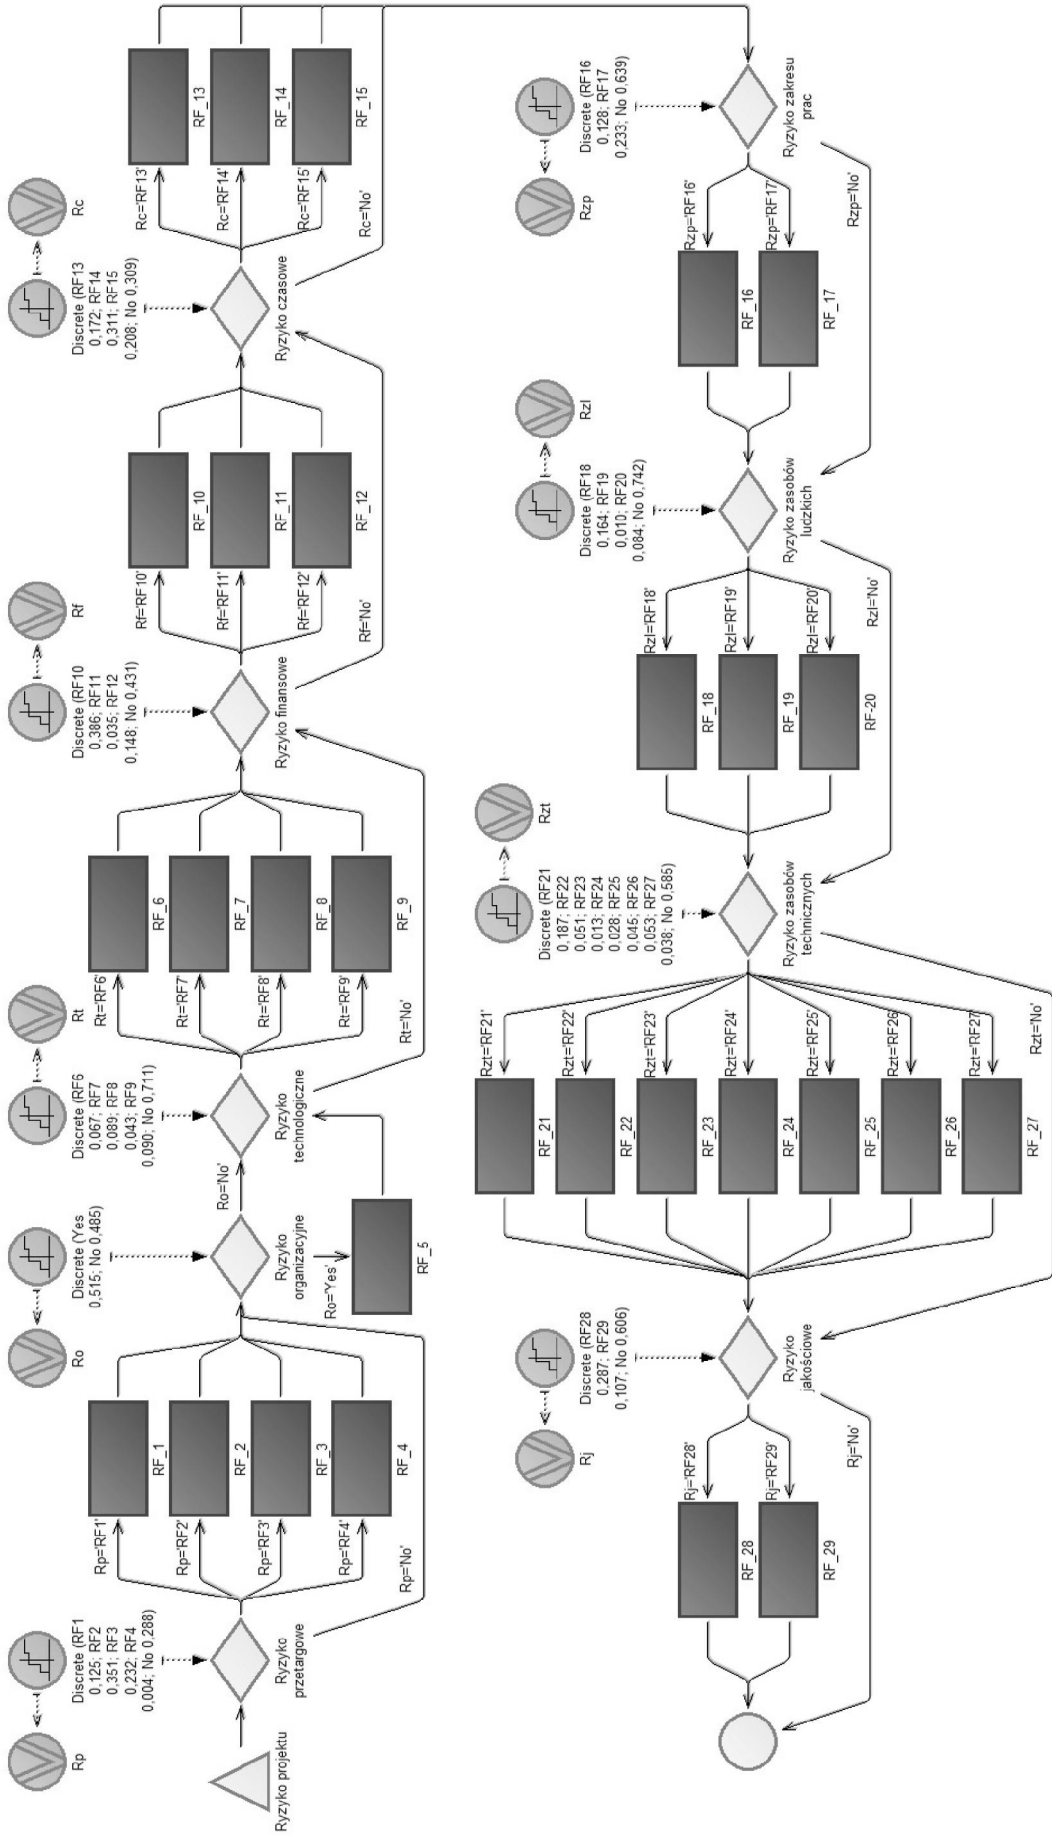 Rp
Discrete (RF1
0,125; RF2
0,351; RF3
0,232; RF4
0,004; No 0,288)
Ryzyko projektu
Ryzyko
przetargowe
Rp='RF1'
Rp='RF2'
Rp='RF3'
Rp='RF4'
Rp='No'
RF_1
RF_2
RF_3
RF_4
Ro
Discrete (Yes
0,515; No 0,485)
Ryzyko
organizacyjne
Ro='Yes'
Ro='No'
RF_5
Discrete (RF6
0,067; RF7
0,089; RF8
0,043; RF9
0,090; No 0,711)
Rt
Ryzyko
technologiczne
Rt='RF6'
Rt='RF7'
Rt='RF8'
Rt='RF9'
Rt='No'
RF_6
RF_7
RF_8
RF_9
Discrete (RF10
0,386; RF11
0,035; RF12
0,148; No 0,431)
Rf
Ryzyko finansowe
Rf='RF10'
Rf='RF11'
Rf='RF12'
Rf='No'
RF_10
RF_11
RF_12
Discrete (RF13
0,172; RF14
0,311; RF15
0,208; No 0,309)
Rc
Ryzyko czasowe
Rc='RF13'
Rc='RF14'
Rc='RF15'
Rc='No'
RF_13
RF_14
RF_15
Discrete (RF16
0,128; RF17
0,233; No 0,639)
Rzp
Ryzyko zakresu
prac
Rzp='RF16'
Rzp='RF17'
Rzp='No'
RF_16
RF_17
Discrete (RF18
0,164; RF19
0,010; RF20
0,084; No 0,742)
Rzl
Ryzyko zasobów
ludzkich
Rzl='RF18'
Rzl='RF19'
Rzl='RF20'
Rzl='No'
RF_18
RF_19
RF-20
Discrete (RF21
0,187; RF22
0,051; RF23
0,013; RF24
0,028; RF25
0,045; RF26
0,053; RF27
0,038; No 0,585)
Rzt
Ryzyko zasobów
technicznych
Rzt='RF21'
Rzt='RF22'
Rzt='RF23'
Rzt='RF24'
Rzt='RF25'
Rzt='RF26'
Rzt='RF27'
Rzt='No'
RF_21
RF_22
RF_23
RF_24
RF_25
RF_26
RF_27
Discrete (RF28
0,287; RF29
0,107; No 0,606)
Rj
Ryzyko
jakościowe
Rj='RF28'
Rj='RF29'
Rj='No'
RF_28
RF_29